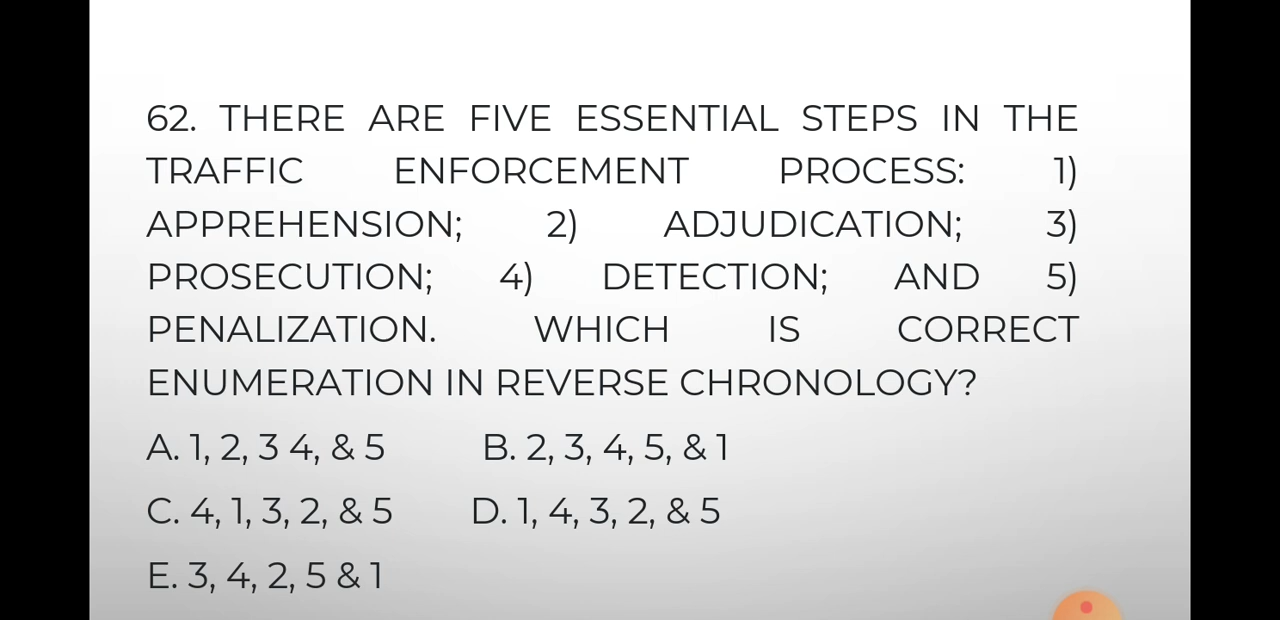 62. THERE ARE FIVE ESSENTIAL STEPS IN THE
TRAFFIC ENFORCEMENT PROCESS: 1)
APPREHENSION; 2) ADJUDICATION; 3)
PROSECUTION; 4) DETECTION; AND 5)
PENALIZATION. WHICH IS CORRECT
ENUMERATION IN REVERSE CHRONOLOGY?
A. 1, 2, 3 4, & 5 B. 2, 3, 4, 5, & 1
C. 4, 1, 3, 2, & 5 D. 1, 4, 3, 2, & 5
E. 3, 4, 2, 5 & 1